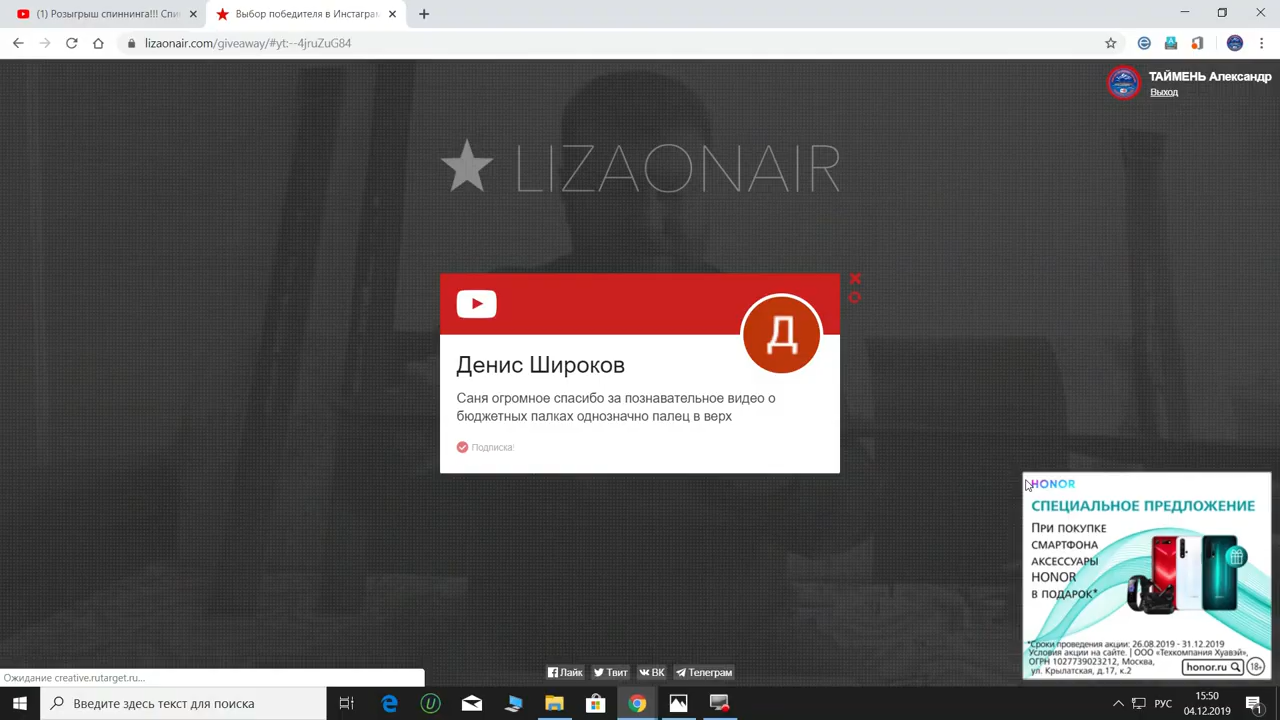 (1) Розыгрыш спиннинга!!! Спи
Выбор победителя в Инстагра
lizaonair.com/giveaway/#yt:--4jruZuG84
ТАЙМЕНЬ Александр
Выход
LIZAONAIR
Д
Денис Широков
Саня огромное спасибо за познавательное видео о
бюджетных палках однозначно палец в верх
Подписка:
HONOR
СПЕЦИАЛЬНОЕ ПРЕДЛОЖЕНИЕ
ПРИ ПОКУПКЕ
СМАРТФОНА
АКСЕССУАРЫ
HONOR
В ПОДАРОК*
*Сроки проведения акции: 26.08.2019 - 31.12.2019
Условия акции на сайте. | ООО «Техкомпания Хуавэй»,
ОГРН 1027739023212, Москва,
ул. Крылатская, д.17, к.2
honor.ru
18+
Лайк Твит ВК Телеграм
Ожидание creative.rutarget.ru...
Введите здесь текст для поиска
РУС
15:50
04.12.2019
1